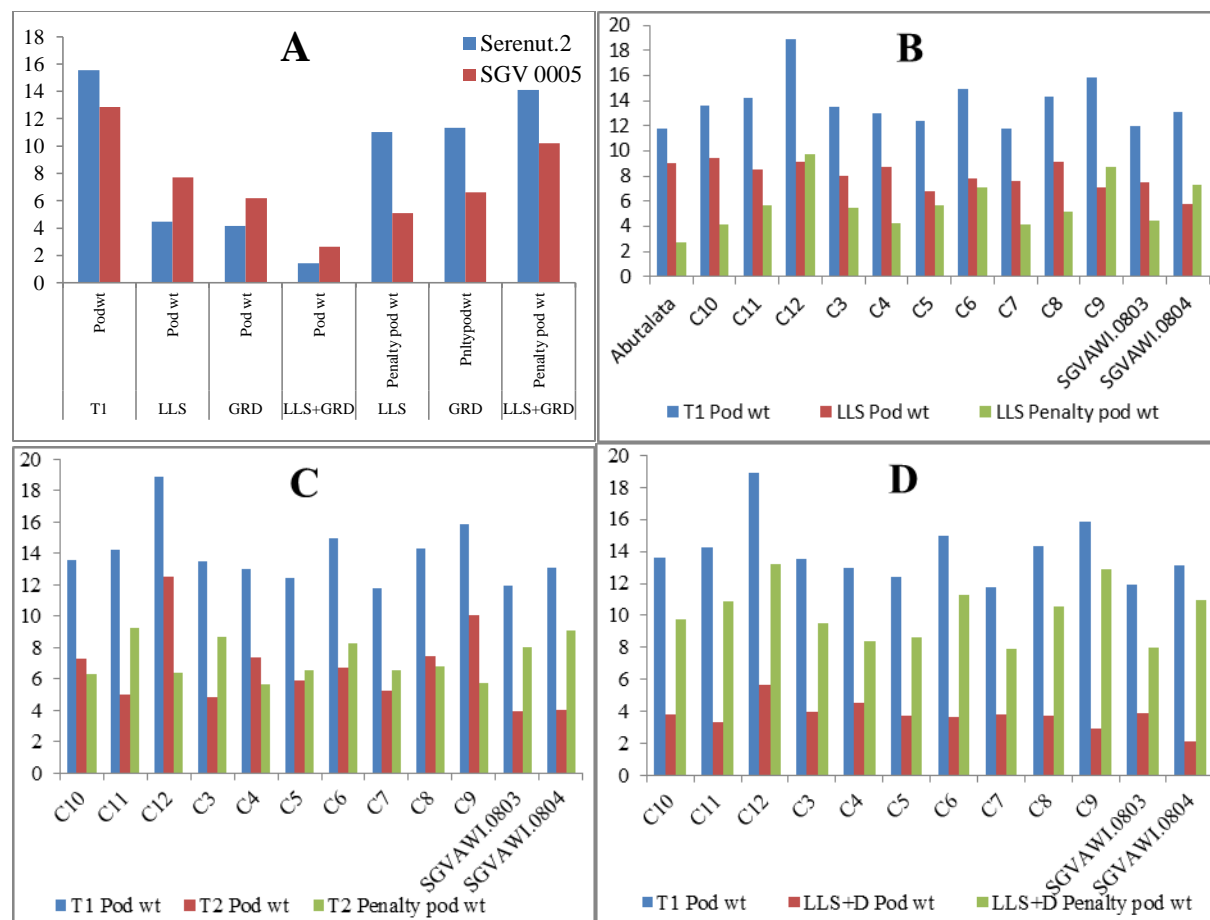 A
Serenut.2
SGV 0005
18
16
14
12
10
8
6
4
2
0
Podwt
Pod wt
Pod wt
Pod wt
Penalty pod wt
Pnltypodwt
Penalty pod wt
T1
LLS
GRD
LLS+GRD
LLS
GRD
LLS+GRD
B
20
18
16
14
12
10
8
6
4
2
0
Abutalata
C10
C11
C12
C3
C4
C5
C6
C7
C8
C9
SGVAWI.0803
SGVAWI.0804
T1 Pod wt
LLS Pod wt
LLS Penalty pod wt
C
20
18
16
14
12
10
8
6
4
2
0
C10
C11
C12
C3
C4
C5
C6
C7
C8
C9
SGVAWI.0803
SGVAWI.0804
T1 Pod wt
T2 Pod wt
T2 Penalty pod wt
D
20
18
16
14
12
10
8
6
4
2
0
C10
C11
C12
C3
C4
C5
C6
C7
C8
C9
SGVAWI.0803
SGVAWI.0804
T1 Pod wt
LLS+D Pod wt
LLS+D Penalty pod wt